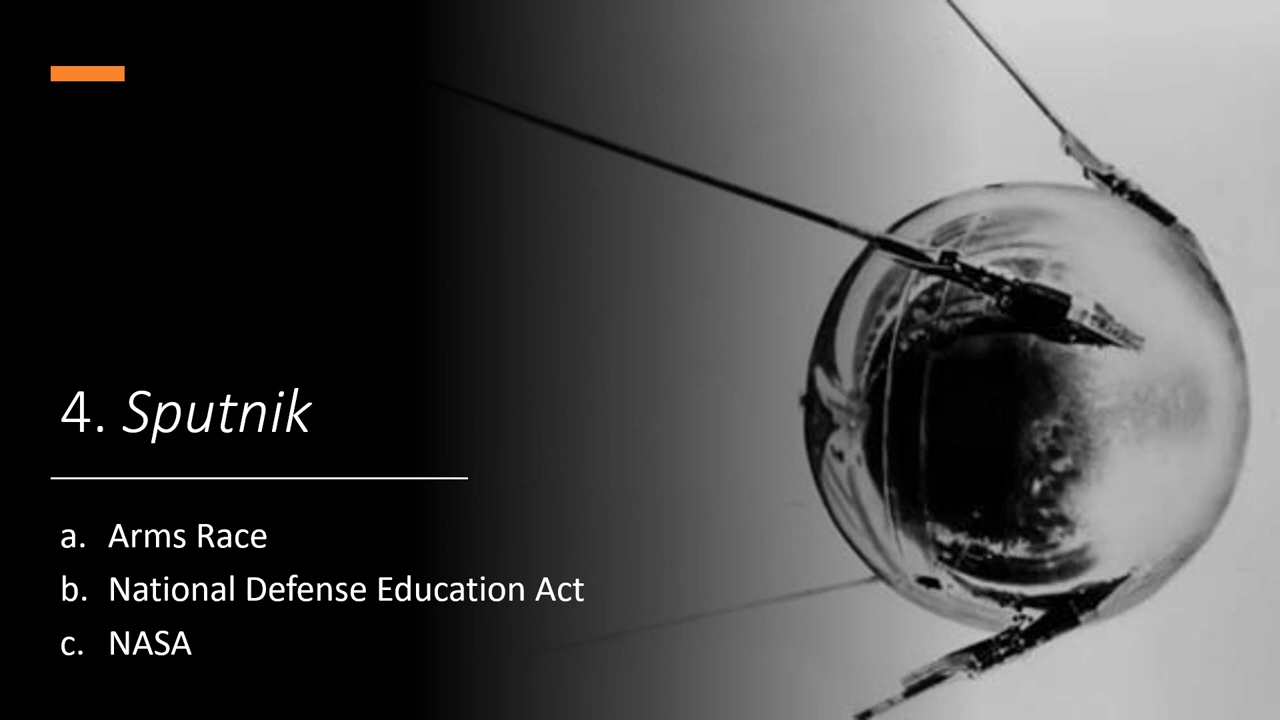 4. Sputnik
a. Arms Race
b. National Defense Education Act
c. NASA